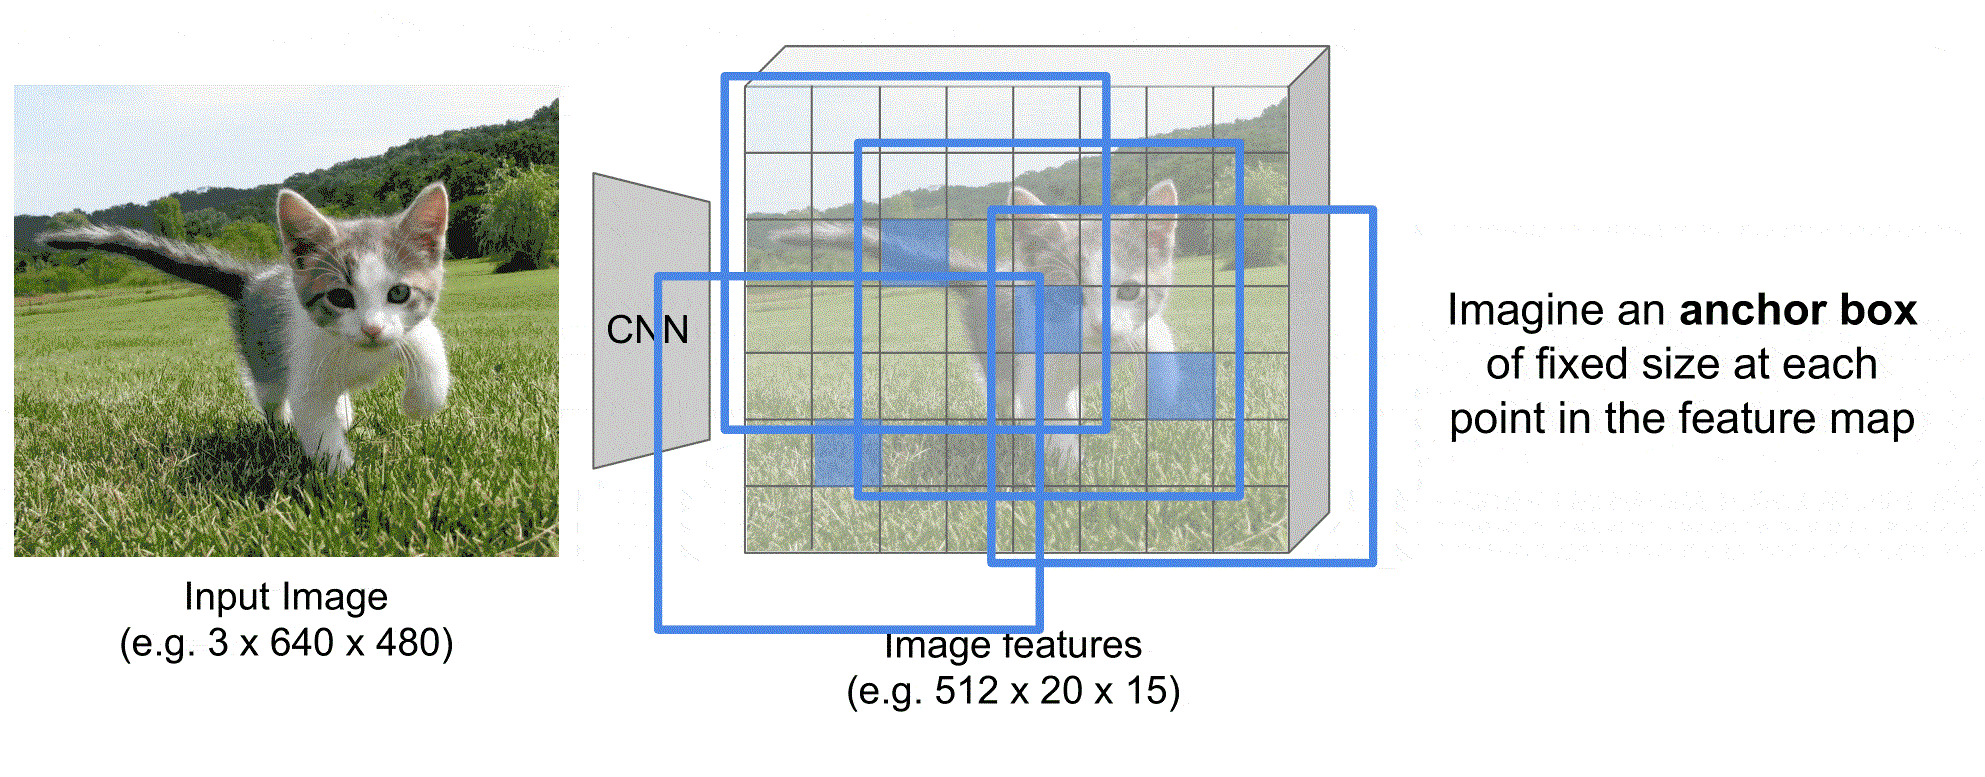 CNN
Input Image
(e.g. 3 x 640 x 480)
Image features
(e.g. 512 x 20 x 15)
Imagine an anchor box
of fixed size at each
point in the feature map